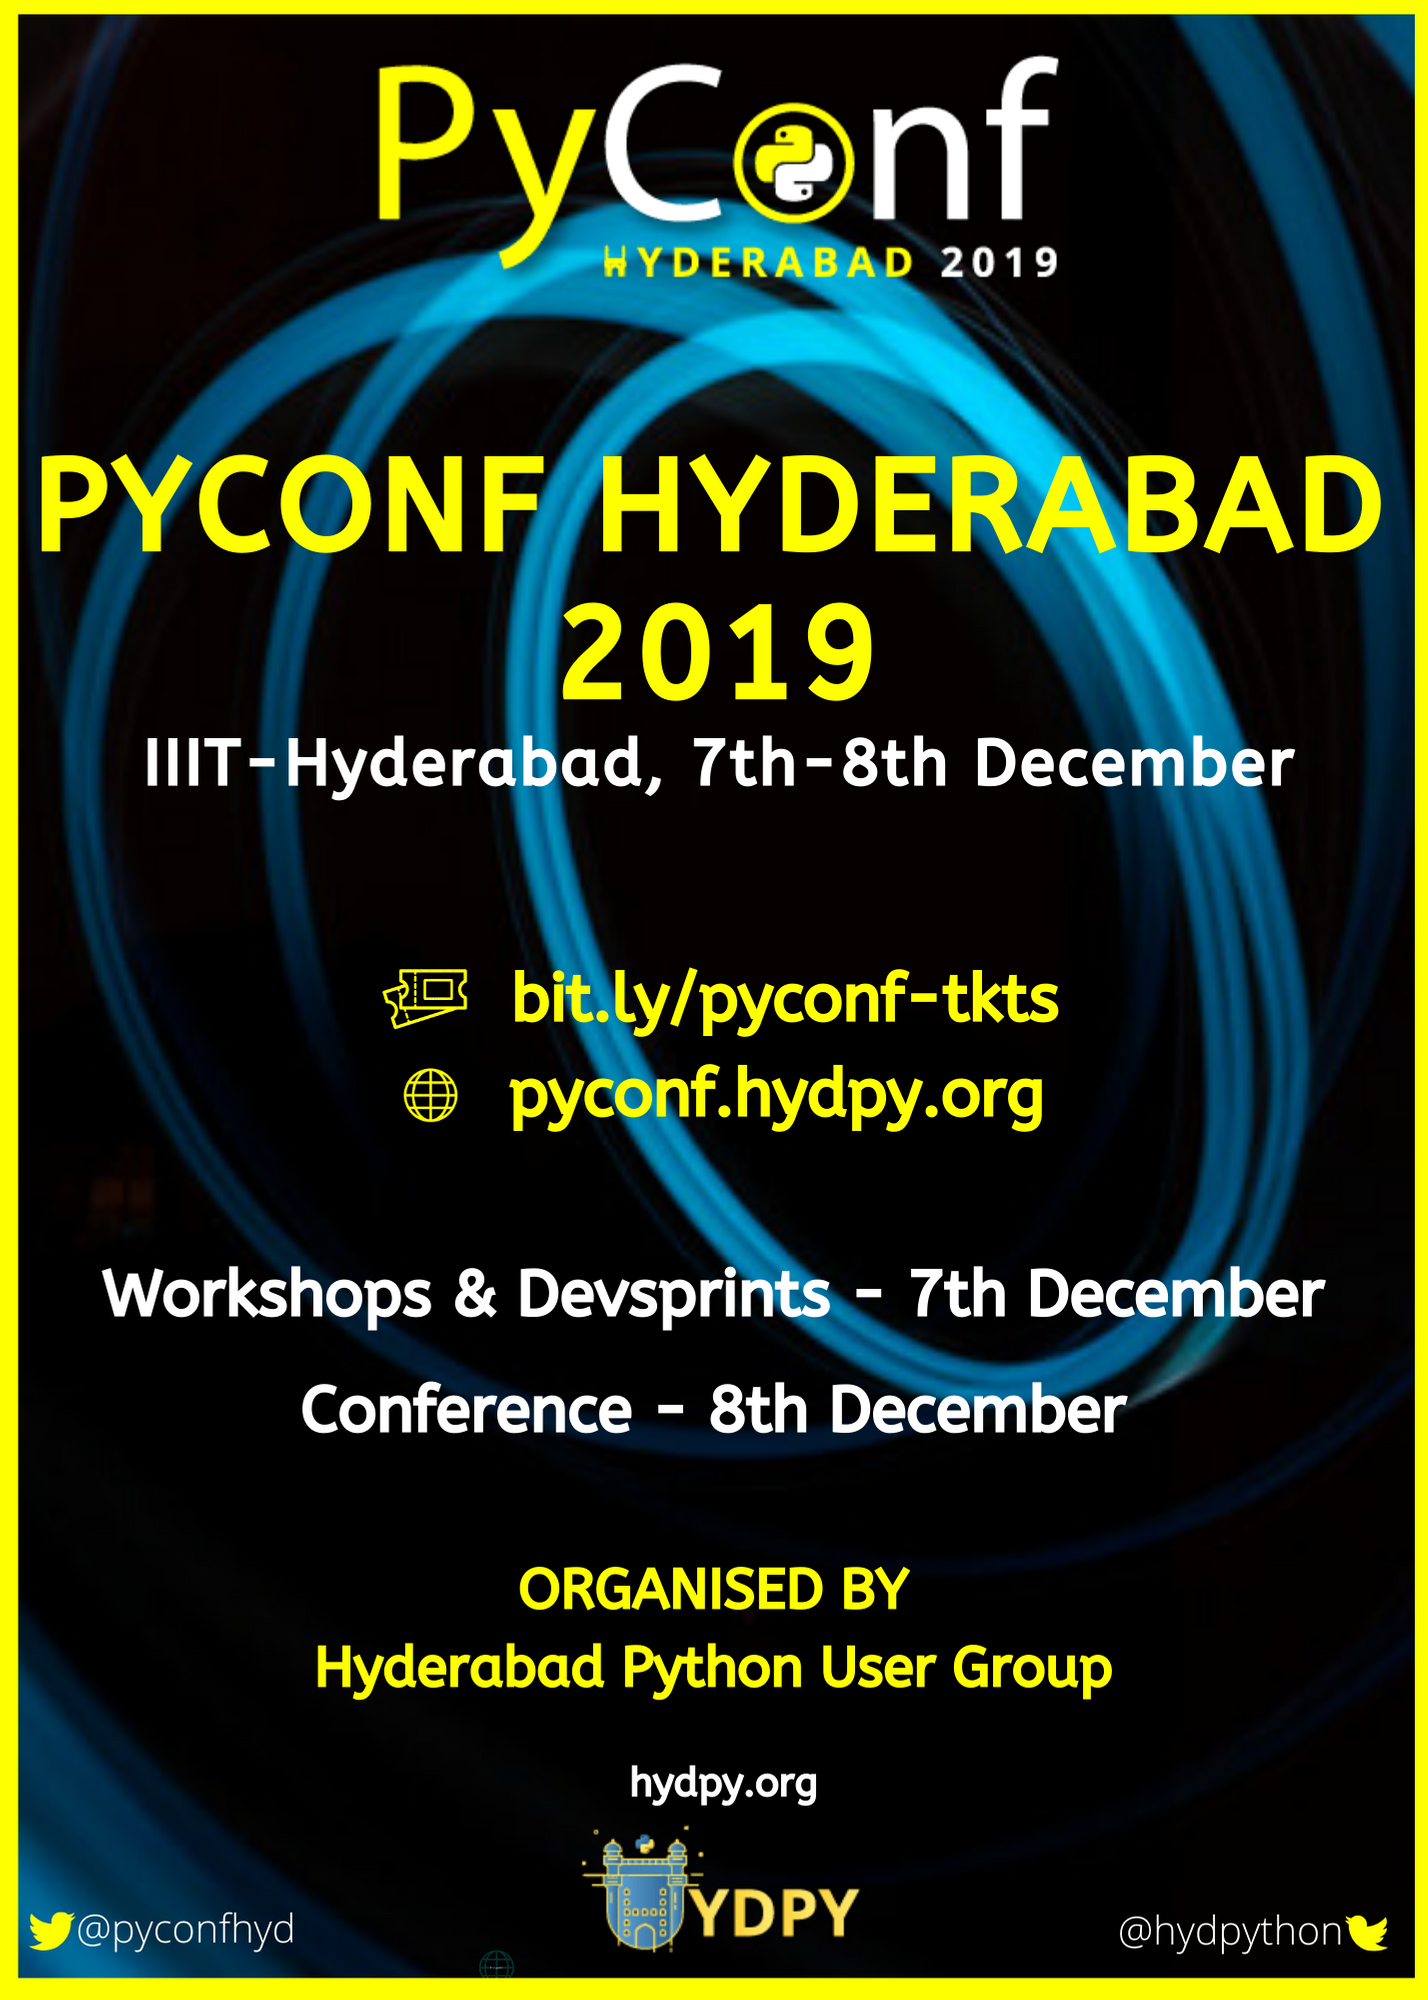 PyConf
HYDERABAD 2019
PYCONF HYDERABAD
2019
IIIT-Hyderabad, 7th-8th December
bit.ly/pyconf-tkts
pyconf.hydpy.org
Workshops & Devsprints - 7th December
Conference - 8th December
ORGANISED BY
Hyderabad Python User Group
hydpy.org
YDPY
@pyconfhyd
@hydpython